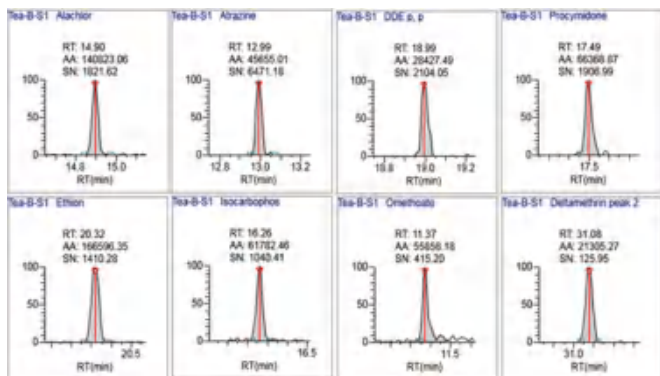 Tea-B-S1 Alachlor
RT: 14.90
AA: 140823.06
SN: 1821.62
100
50
0
14.8 15.0
RT(min)
Tea-B-S1 Atrazine
RT: 12.99
AA: 45655.01
SN: 6471.18
100
50
0
12.8 13.0 13.2
RT(min)
Tea-B-S1 DDE p, p
RT: 18.99
AA: 28427.49
SN: 2104.05
100
50
0
18.8 19.0 19.2
RT(min)
Tea-B-S1 Procymidone
RT: 17.49
AA: 66368.87
SN: 1906.99
100
50
0
17.5
RT(min)
Tea-B-S1 Ethion
RT: 20.32
AA: 166596.35
SN: 1410.28
100
50
0
20.5
RT(min)
Tea-B-S1 Isocarbophos
RT: 16.26
AA: 61782.46
SN: 1040.41
100
50
0
16.5
RT(min)
Tea-B-S1 Omethoato
RT: 11.37
AA: 55856.18
SN: 415.20
100
50
0
11.5
RT(min)
Tea-B-S1 Deltamethrin peak 2
RT: 31.08
AA: 21305.27
SN: 125.95
100
50
0
31.0
RT(min)